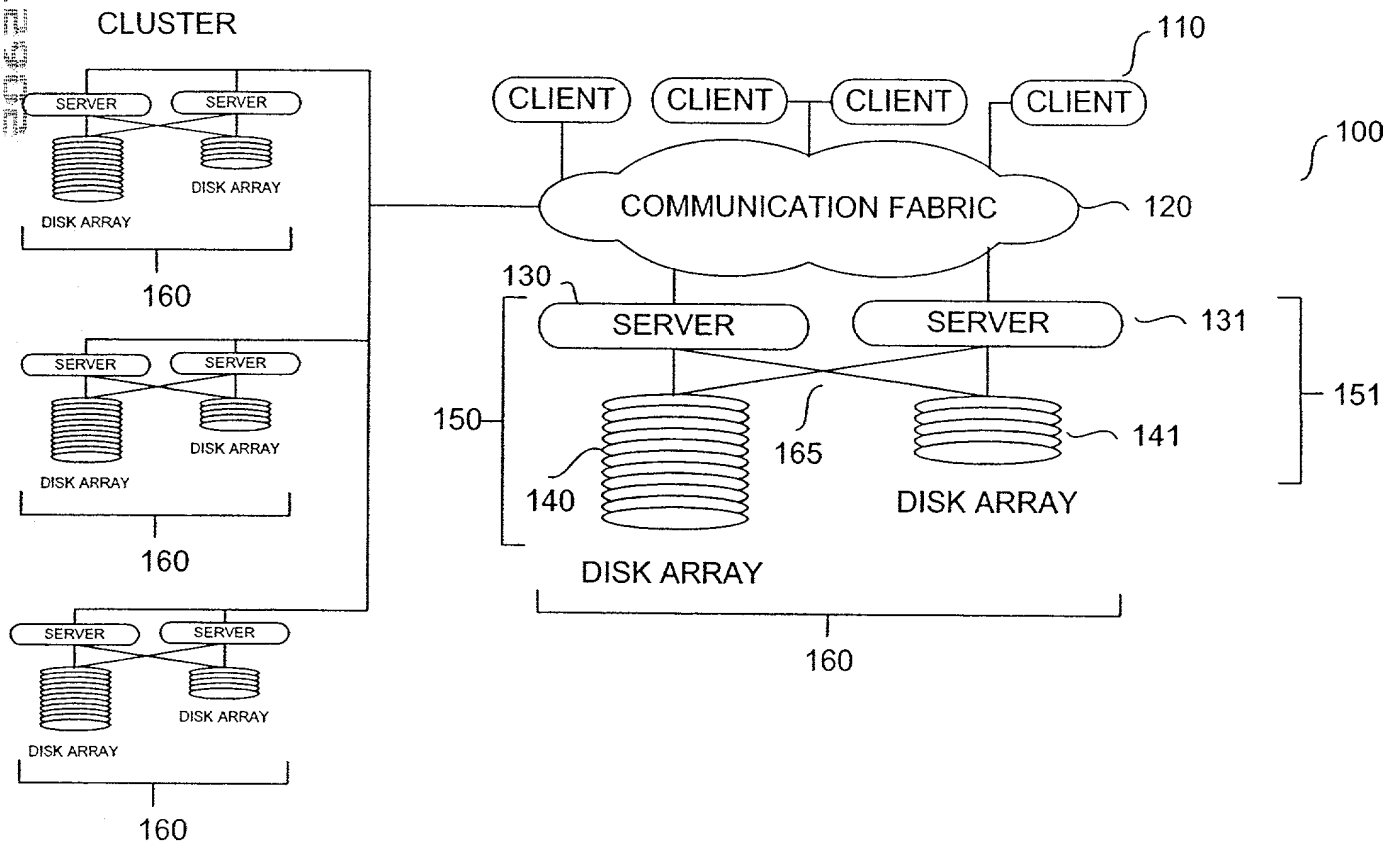 CLUSTER
SERVER
SERVER
DISK ARRAY
DISK ARRAY
160
SERVER
SERVER
DISK ARRAY
DISK ARRAY
160
SERVER
SERVER
DISK ARRAY
DISK ARRAY
160
110
CLIENT
CLIENT
CLIENT
CLIENT
100
COMMUNICATION FABRIC
120
130
SERVER
SERVER
131
150
151
165
141
140
DISK ARRAY
DISK ARRAY
160